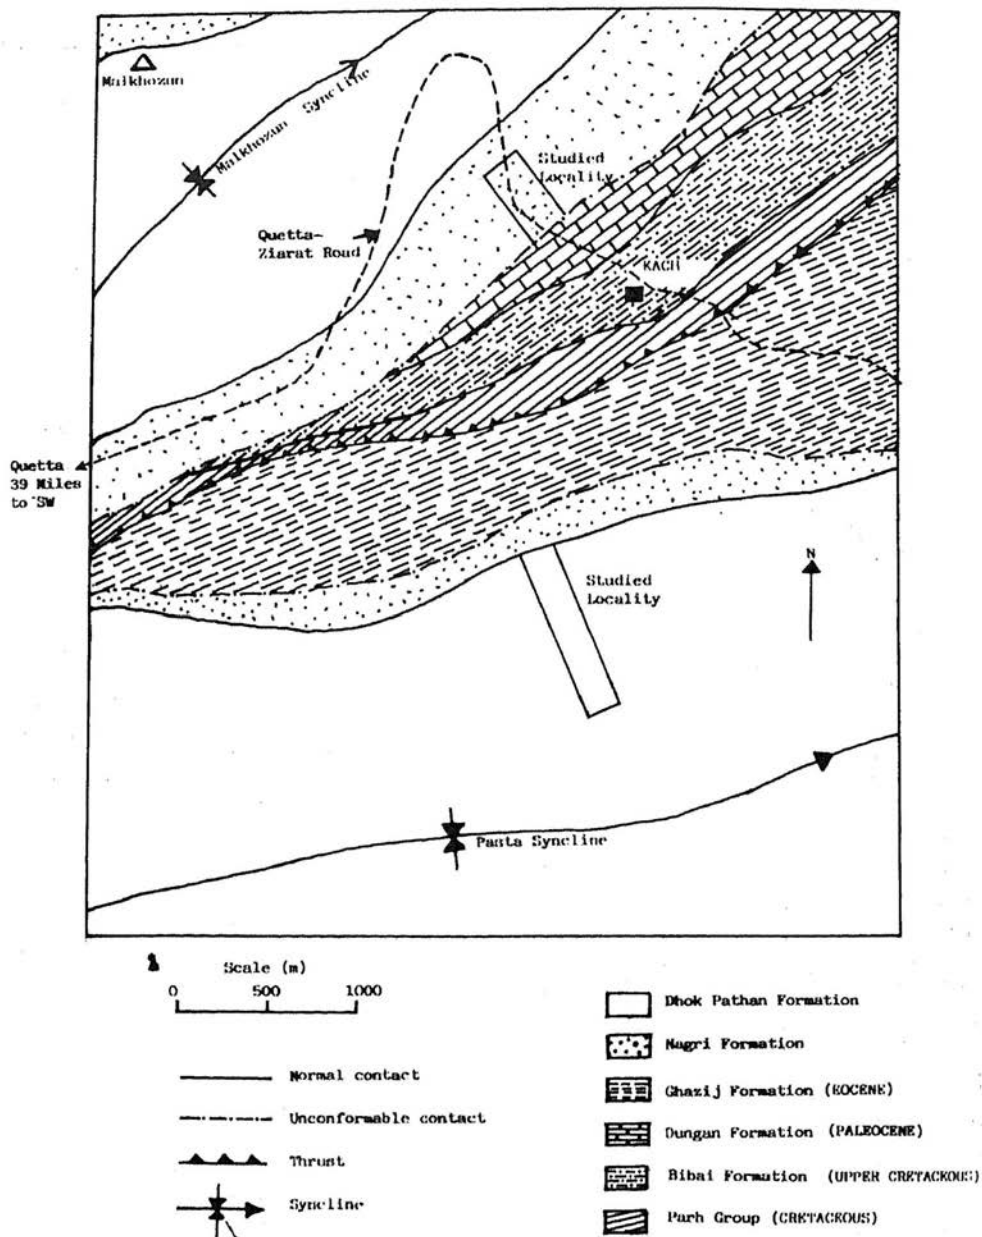 Malkhozun
Malkhozun Syncline
Studied
Locality
Quetta-
Ziarat Road
KACH
Quetta
39 Miles
to SW
Studied
Locality
N
Pasta Syncline
Scale (m)
0 500 1000
Normal contact
Unconformable contact
Thrust
Syncline
Dhok Pathan Formation
Nagri Formation
Ghazij Formation (EOCENE)
Dungan Formation (PALEOCENE)
Bibai Formation (UPPER CRETACEOUS)
Parh Group (CRETACEOUS)